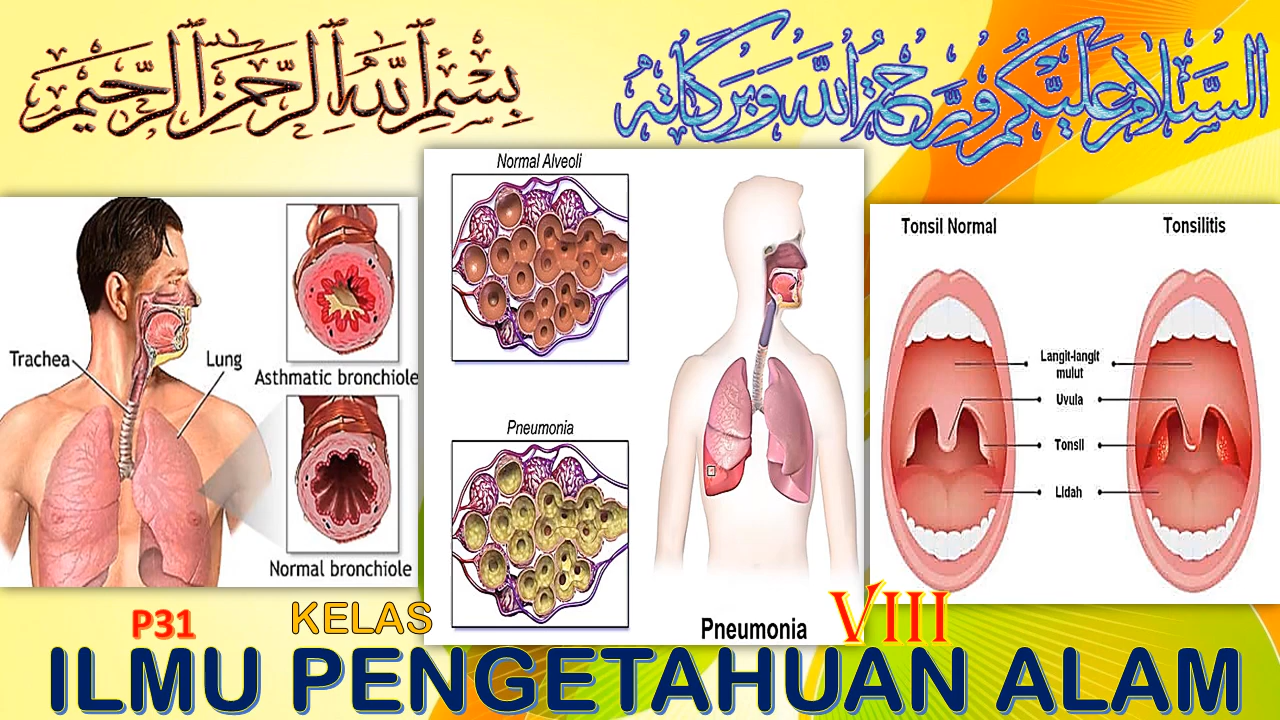 بِسْمِ اللَّهِ الرَّحْمَٰنِ الرَّحِيمِ
السَّلَامُ عَلَيْكُمْ وَرَحْمَةُ اللَّهِ وَبَرَكَاتُهُ
Trachea
Lung
Asthmatic bronchiole
Normal bronchiole
Normal Alveoli
Pneumonia
Pneumonia
Tonsil Normal
Tonsilitis
Langit-langit
mulut
Uvula
Tonsil
Lidah
P31
KELAS
VIII
ILMU PENGETAHUAN ALAM